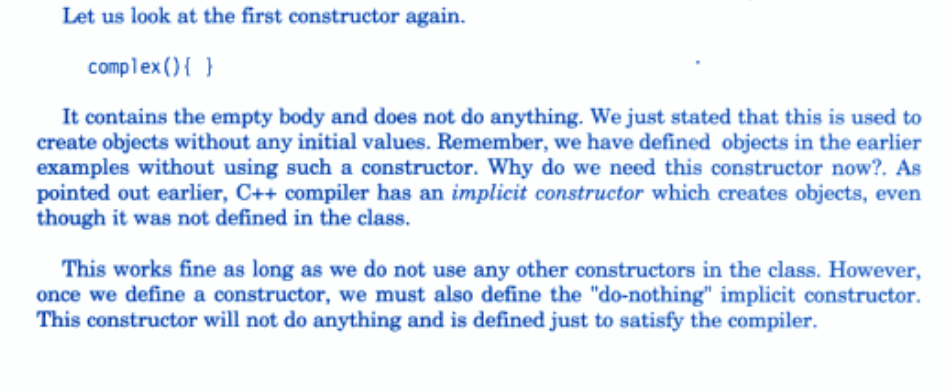 Let us look at the first constructor again.
complex(){ }
It contains the empty body and does not do anything. We just stated that this is used to
create objects without any initial values. Remember, we have defined objects in the earlier
examples without using such a constructor. Why do we need this constructor now?. As
pointed out earlier, C++ compiler has an implicit constructor which creates objects, even
though it was not defined in the class.
This works fine as long as we do not use any other constructors in the class. However,
once we define a constructor, we must also define the "do-nothing" implicit constructor.
This constructor will not do anything and is defined just to satisfy the compiler.